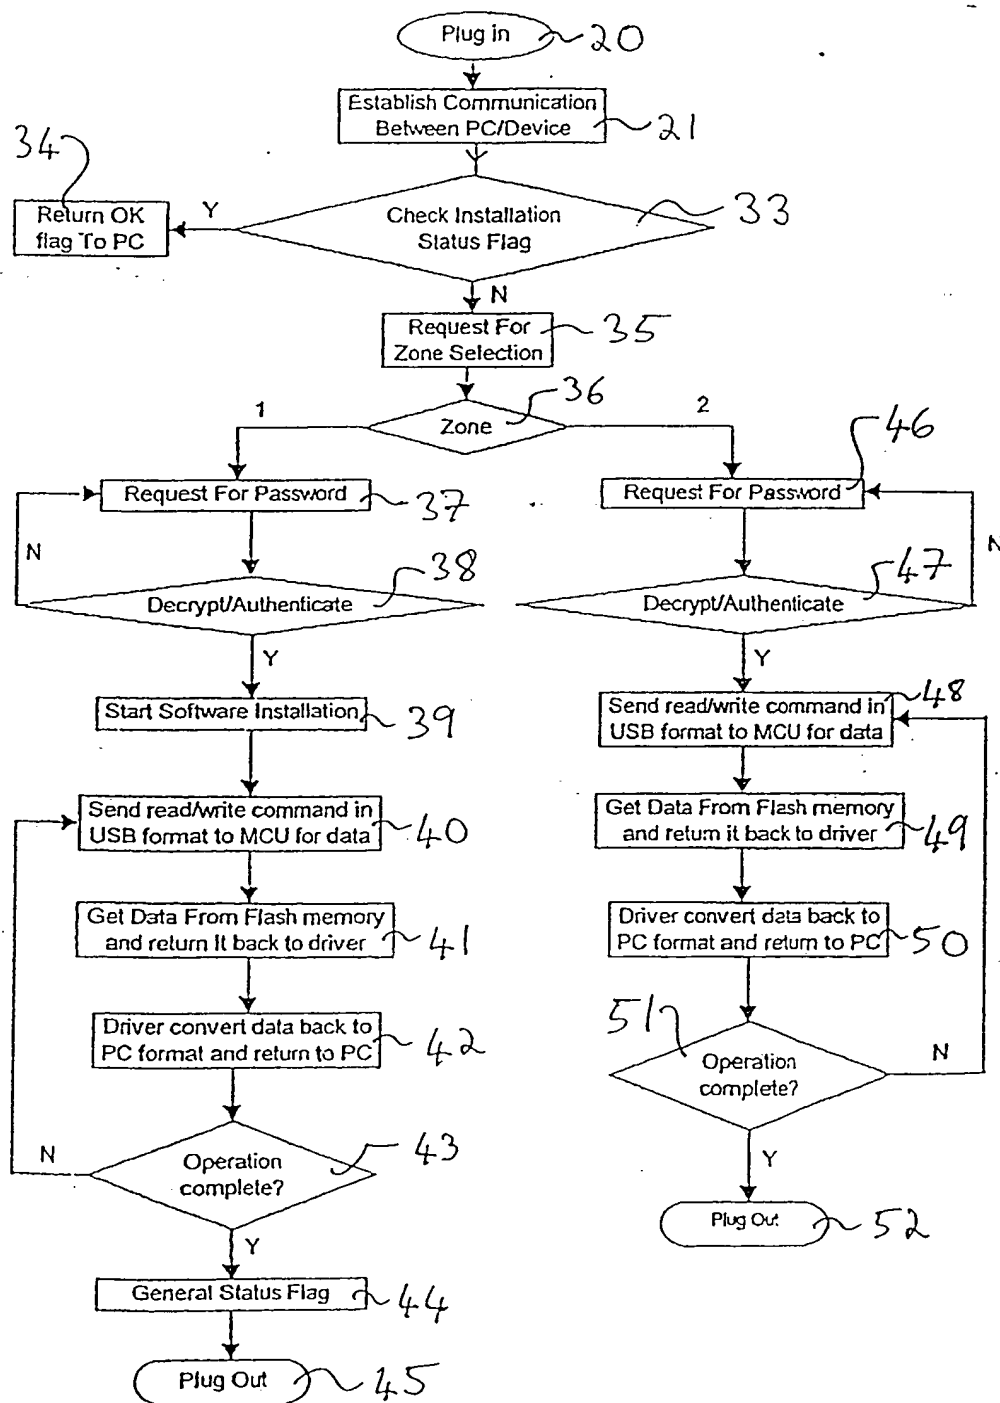 Plug in
20
Establish Communication
Between PC/Device
21
34
Return OK
flag To PC
Y
Check Installation
Status Flag
33
N
Request For
Zone Selection
35
36
1
Zone
2
46
Request For Password
37
Request For Password
N
N
38
Decrypt/Authenticate
47
Decrypt/Authenticate
Y
Y
Start Software Installation
39
Send read/write command in
USB format to MCU for data
48
Send read/write command in
USB format to MCU for data
40
Get Data From Flash memory
and return it back to driver
49
Get Data From Flash memory
and return it back to driver
41
Driver convert data back to
PC format and return to PC
50
Driver convert data back to
PC format and return to PC
42
51
Operation
complete?
N
N
Operation
complete?
43
Y
Plug Out
52
Y
General Status Flag
44
Plug Out
45